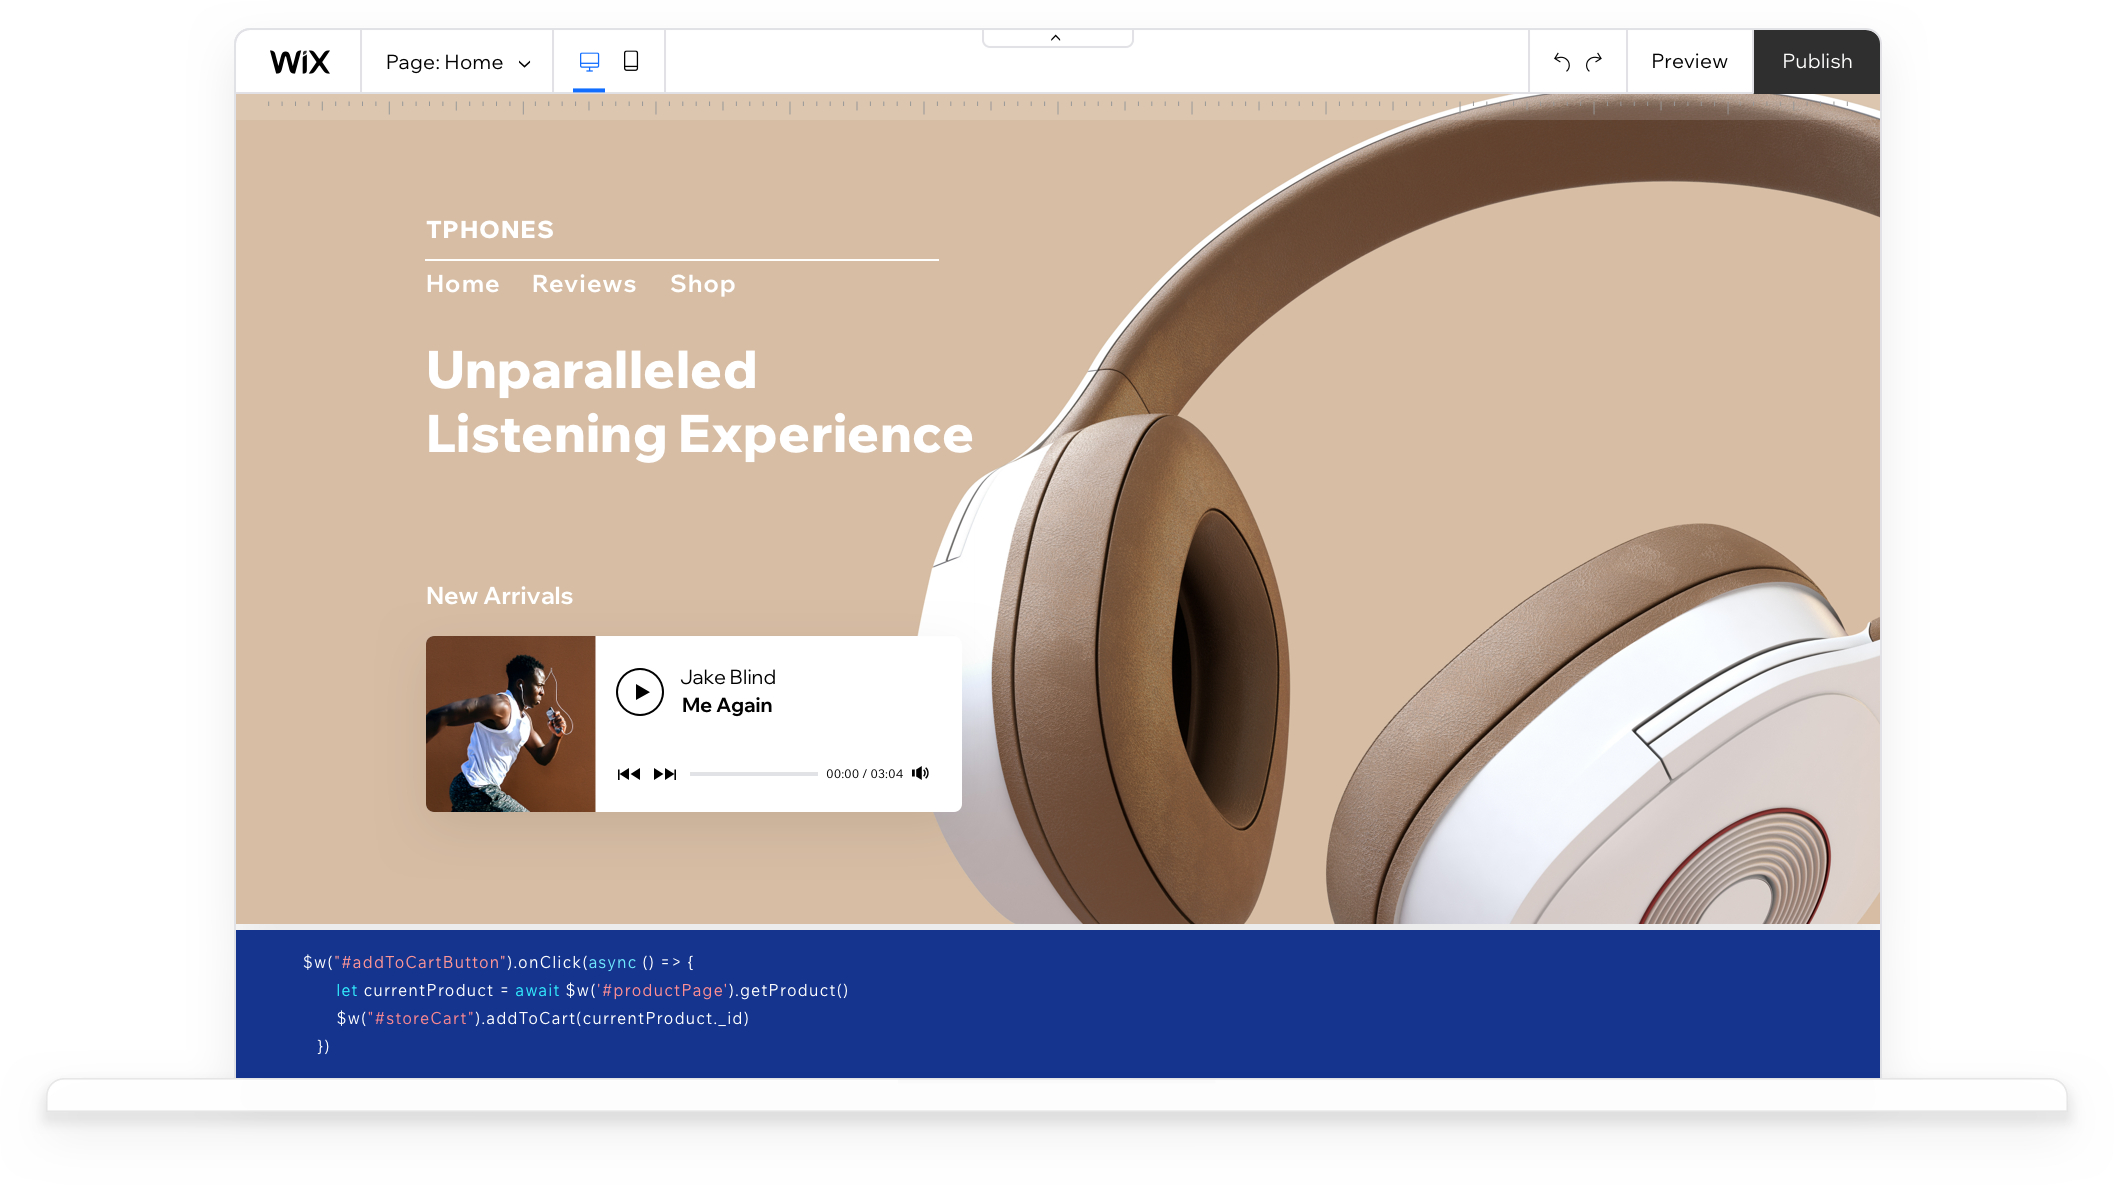 WiX
Page: Home
Preview
Publish
TPHONES
Home Reviews Shop
Unparalleled
Listening Experience
New Arrivals
Jake Blind
Me Again
00:00 / 03:04
$w("#addToCartButton").onClick(async () => {
let currentProduct = await $w('#productPage').getProduct()
$w("#storeCart").addToCart(currentProduct._id)
})